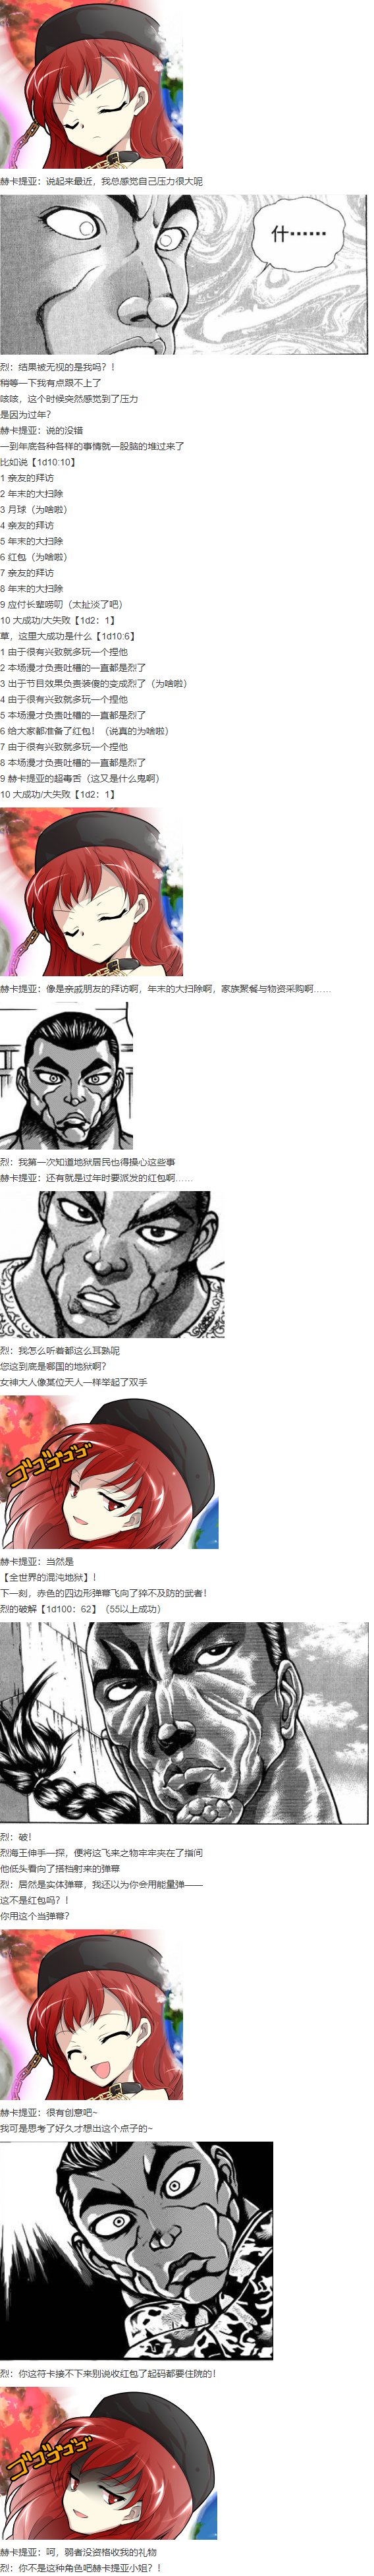 赫卡提亚：说起来最近，我总感觉自己压力很大呢
什……
烈：结果被无视的是我吗？！
稍等一下我有点跟不上了
咳咳，这个时候突然感觉到了压力
是因为过年？
赫卡提亚：说的没错
一到年底各种各样的事情就一股脑的堆过来了
比如说【1d10:10】
1 亲友的拜访
2 年末的大扫除
3 月球（为啥啦）
4 亲友的拜访
5 年末的大扫除
6 红包（为啥啦）
7 亲友的拜访
8 年末的大扫除
9 应付长辈唠叨（太扯淡了吧）
10 大成功/大失败【1d2：1】
草，这里大成功是什么【1d10:6】
1 由于很有兴致就多玩一个捏他
2 本场漫才负责吐槽的一直都是烈了
3 出于节目效果负责装傻的变成烈了（为啥啦）
4 由于很有兴致就多玩一个捏他
5 本场漫才负责吐槽的一直都是烈了
6 给大家都准备了红包！（说真的为啥啦）
7 由于很有兴致就多玩一个捏他
8 本场漫才负责吐槽的一直都是烈了
9 赫卡提亚的超毒舌（这又是什么鬼啊）
10 大成功/大失败【1d2：1】
赫卡提亚：像是亲戚朋友的拜访啊，年末的大扫除啊，家族聚餐与物资采购啊……
烈：我第一次知道地狱居民也得操心这些事
赫卡提亚：还有就是过年时要派发的红包啊……
烈：我怎么听着都这么耳熟呢
您这到底是哪国的地狱啊？
女神大人像某位天人一样举起了双手
ゴゴゴゴゴゴ
赫卡提亚：当然是
【全世界的混沌地狱】！
下一刻，赤色的四边形弹幕飞向了猝不及防的武者！
烈的破解【1d100：62】（55以上成功）
烈：破！
烈海王伸手一探，便将这飞来之物牢牢夹在了指间
他低头看向了搭档射来的弹幕
烈：居然是实体弹幕，我还以为你会用能量弹——
这不是红包吗？！
你用这个当弹幕？
赫卡提亚：很有创意吧~
我可是思考了好久才想出这个点子的~
烈：你这符卡接不下来别说收红包了起码都要住院的！
ゴゴゴゴゴゴ
赫卡提亚：呵，弱者没资格收我的礼物
烈：你不是这种角色吧赫卡提亚小姐？！